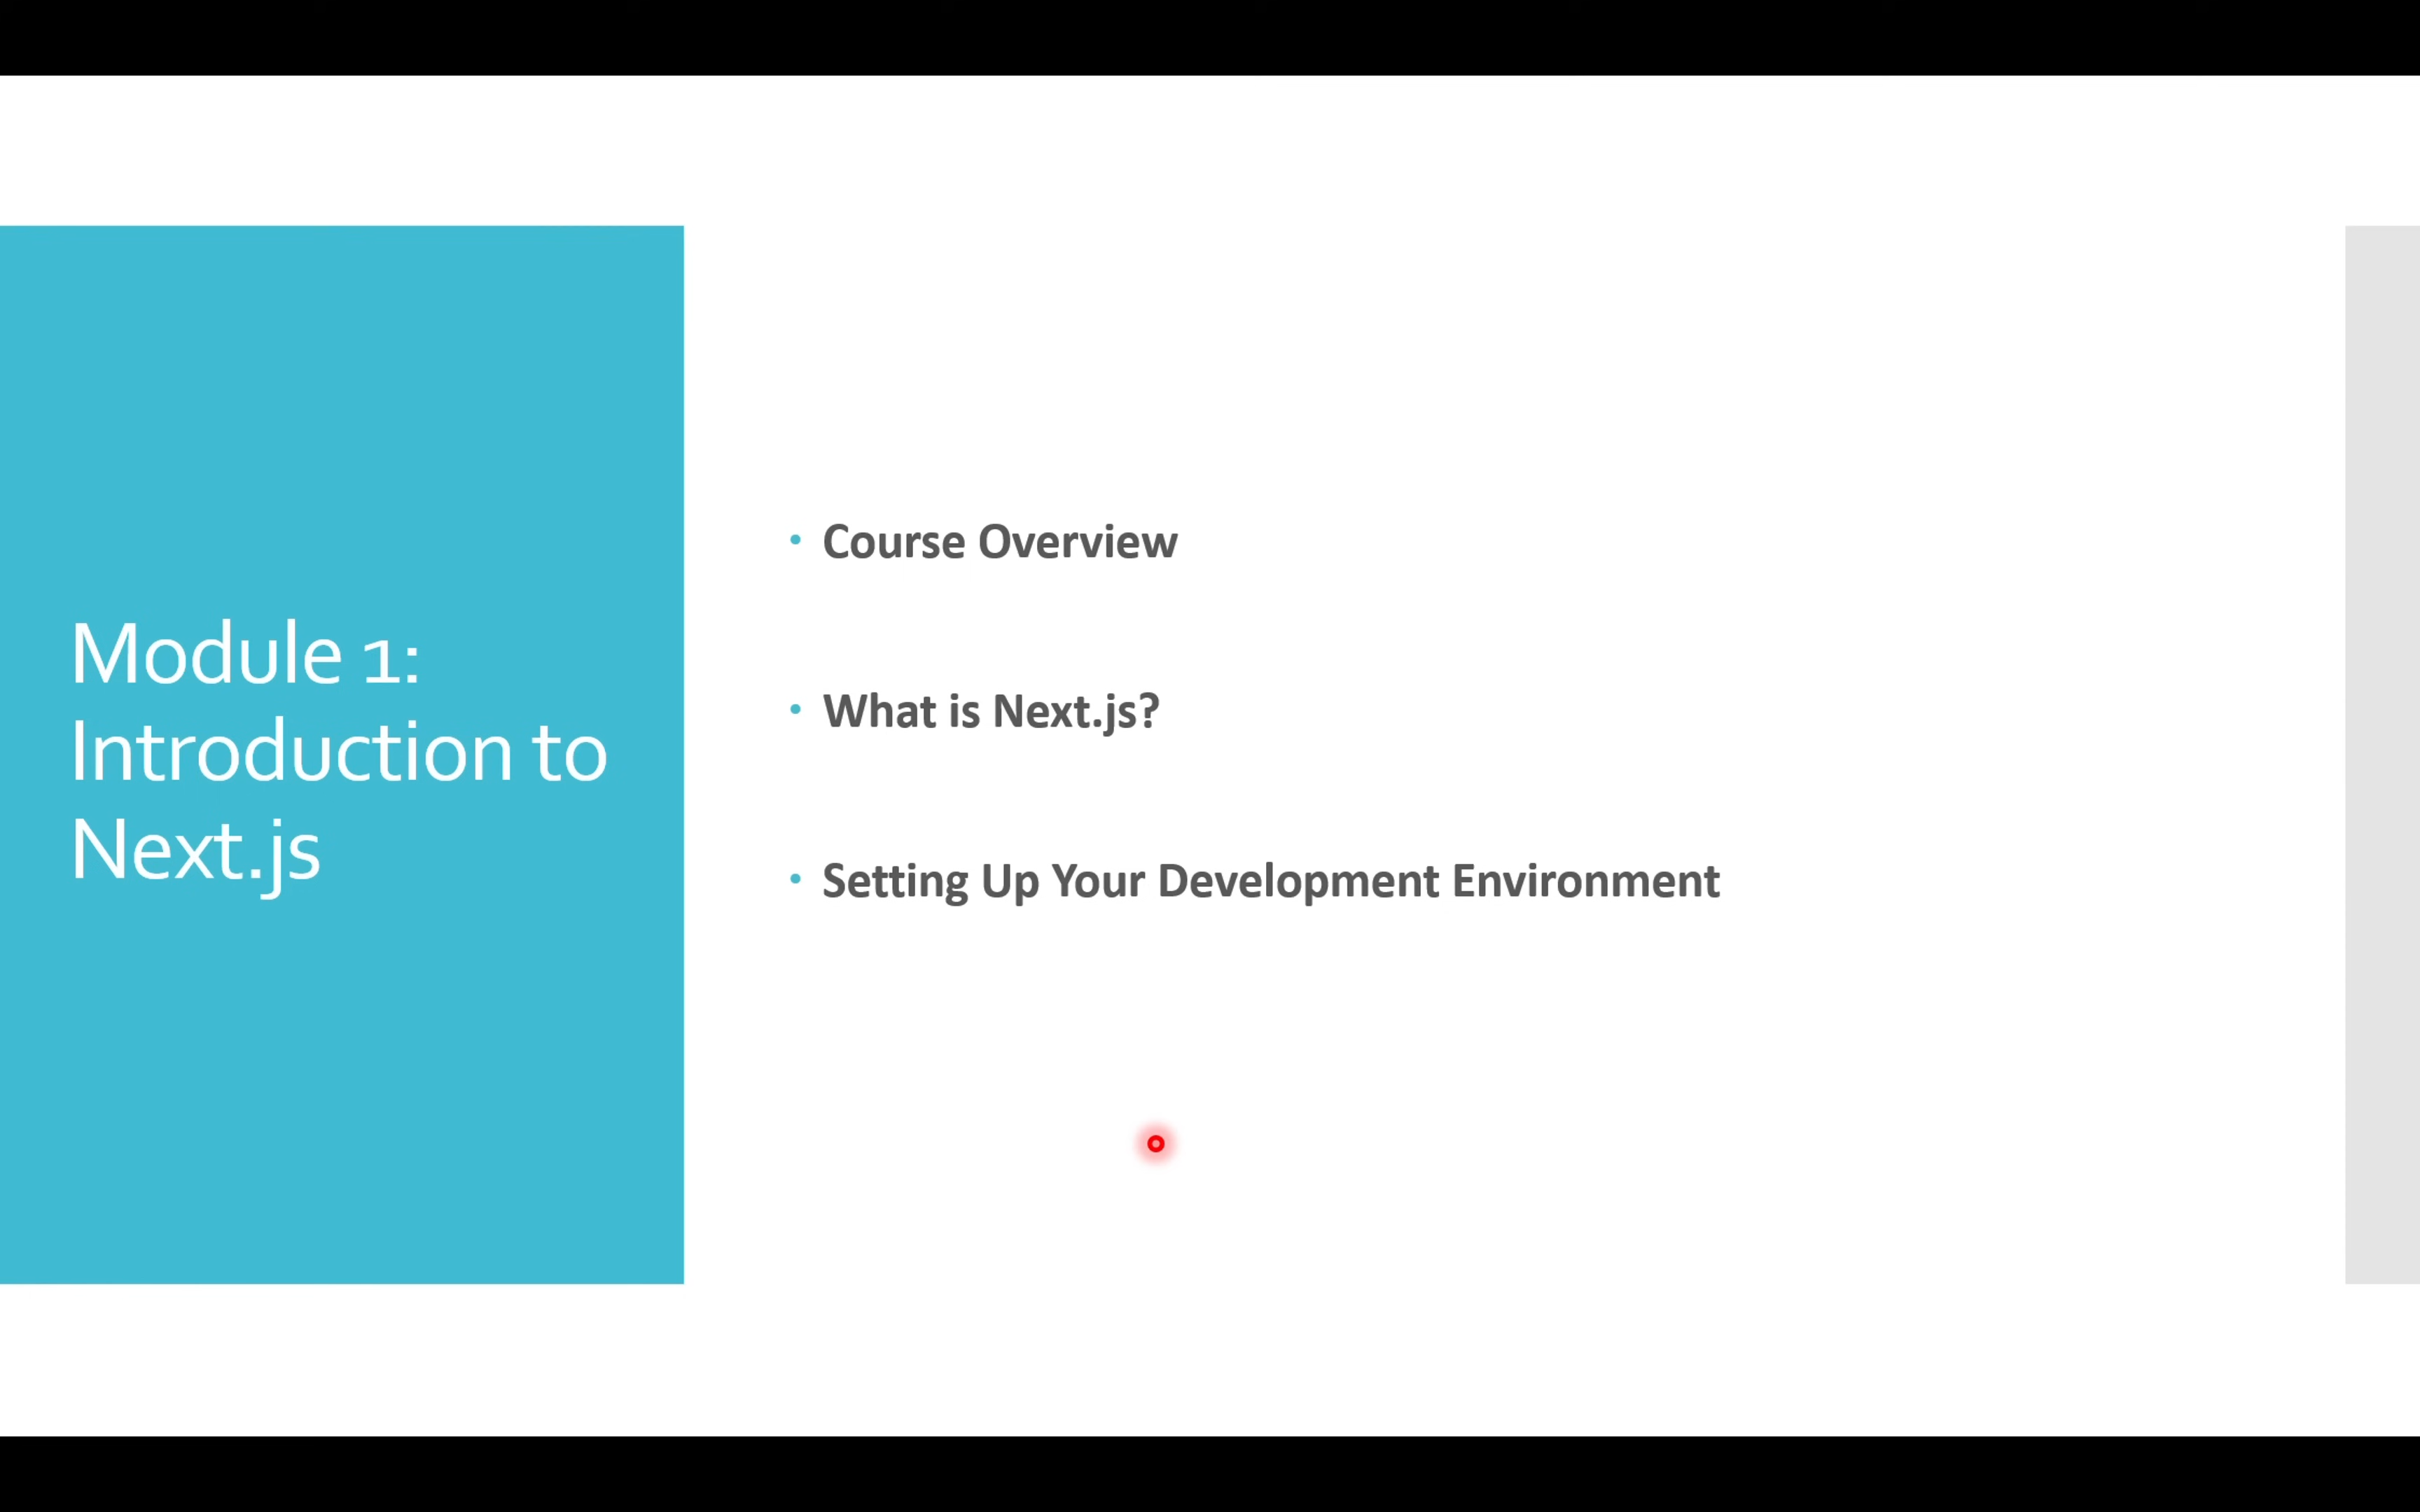 Module 1:
Introduction to
Next.js
Course Overview
What is Next.js?
Setting Up Your Development Environment